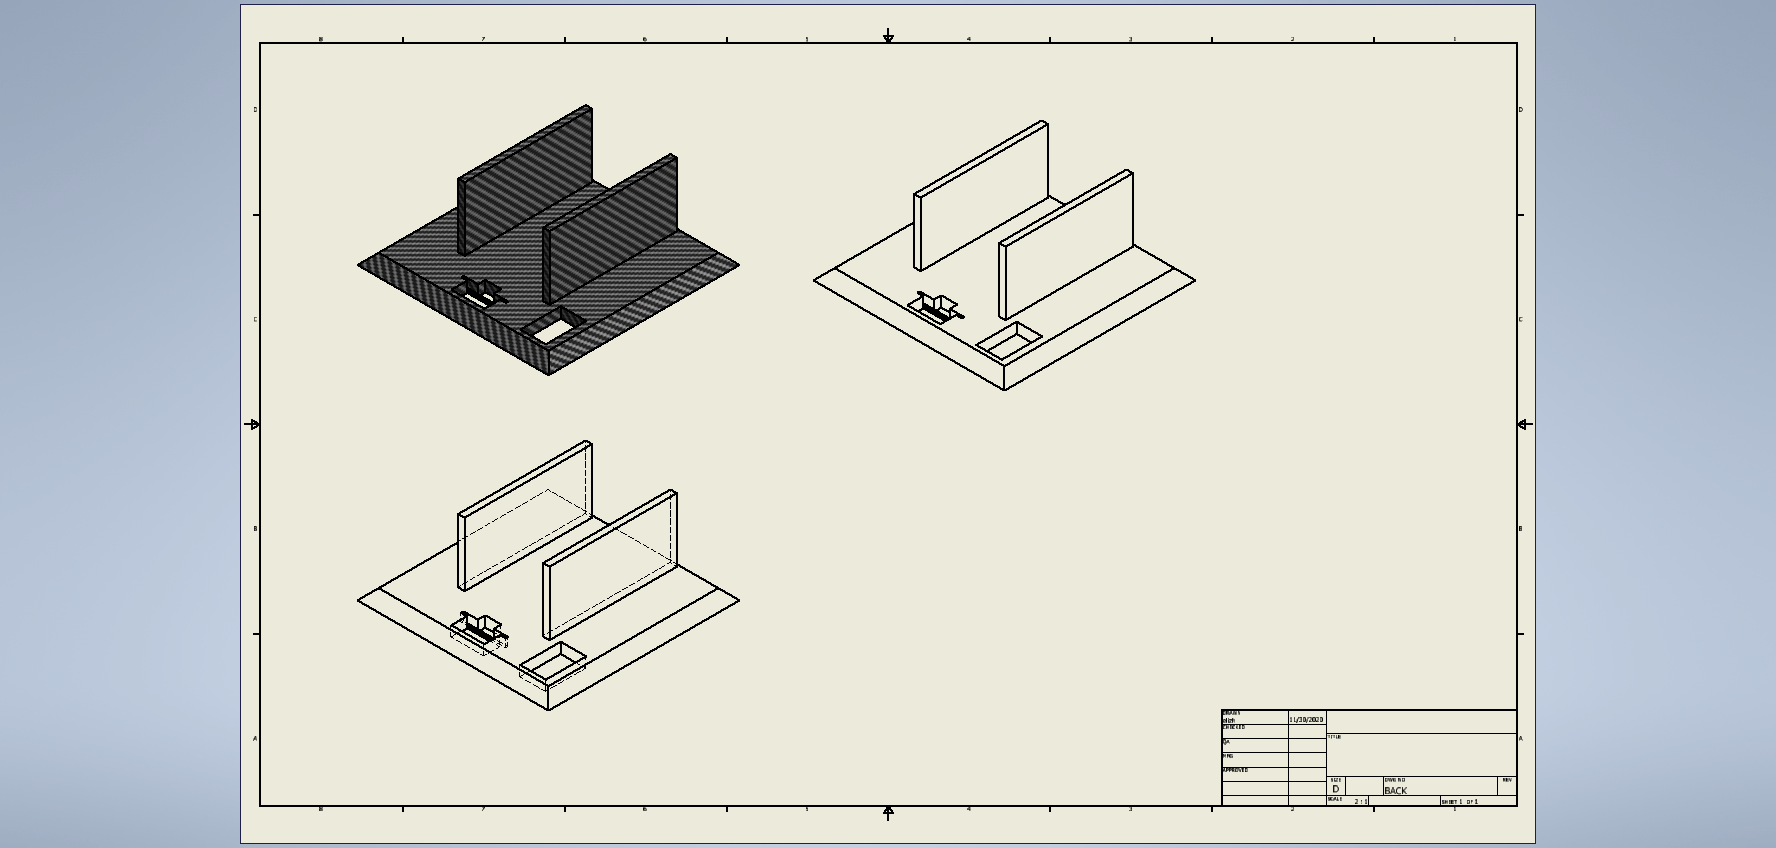 8 7 6 5 4 3 2 1
D D
C C
B B
A A
DRAWN
11/30/2020
CHECKED
QA
TITLE
MFG
APPROVED
SIZE
D
DWG NO
BACK
REV
SCALE
2 : 1
SHEET 1 OF 1
8 7 6 5 4 3 2 1